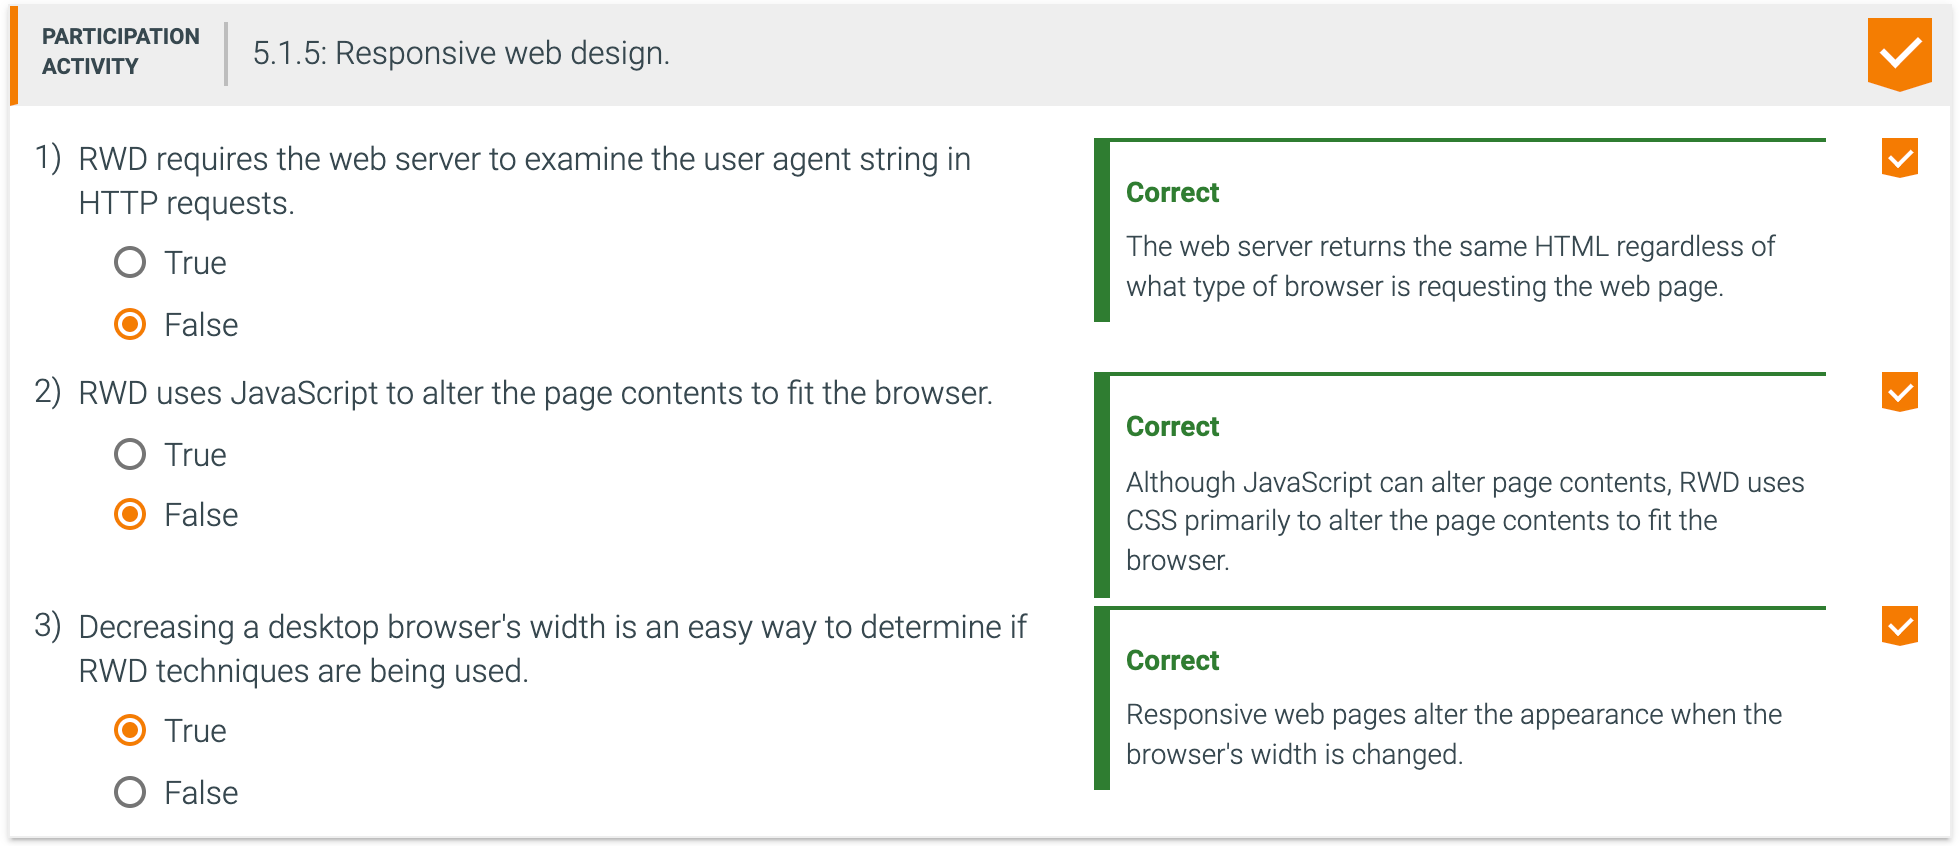 PARTICIPATION
ACTIVITY
5.1.5: Responsive web design.
1) RWD requires the web server to examine the user agent string in
HTTP requests.
True
False
Correct
The web server returns the same HTML regardless of
what type of browser is requesting the web page.
2) RWD uses JavaScript to alter the page contents to fit the browser.
True
False
Correct
Although JavaScript can alter page contents, RWD uses
CSS primarily to alter the page contents to fit the
browser.
3) Decreasing a desktop browser's width is an easy way to determine if
RWD techniques are being used.
True
False
Correct
Responsive web pages alter the appearance when the
browser's width is changed.